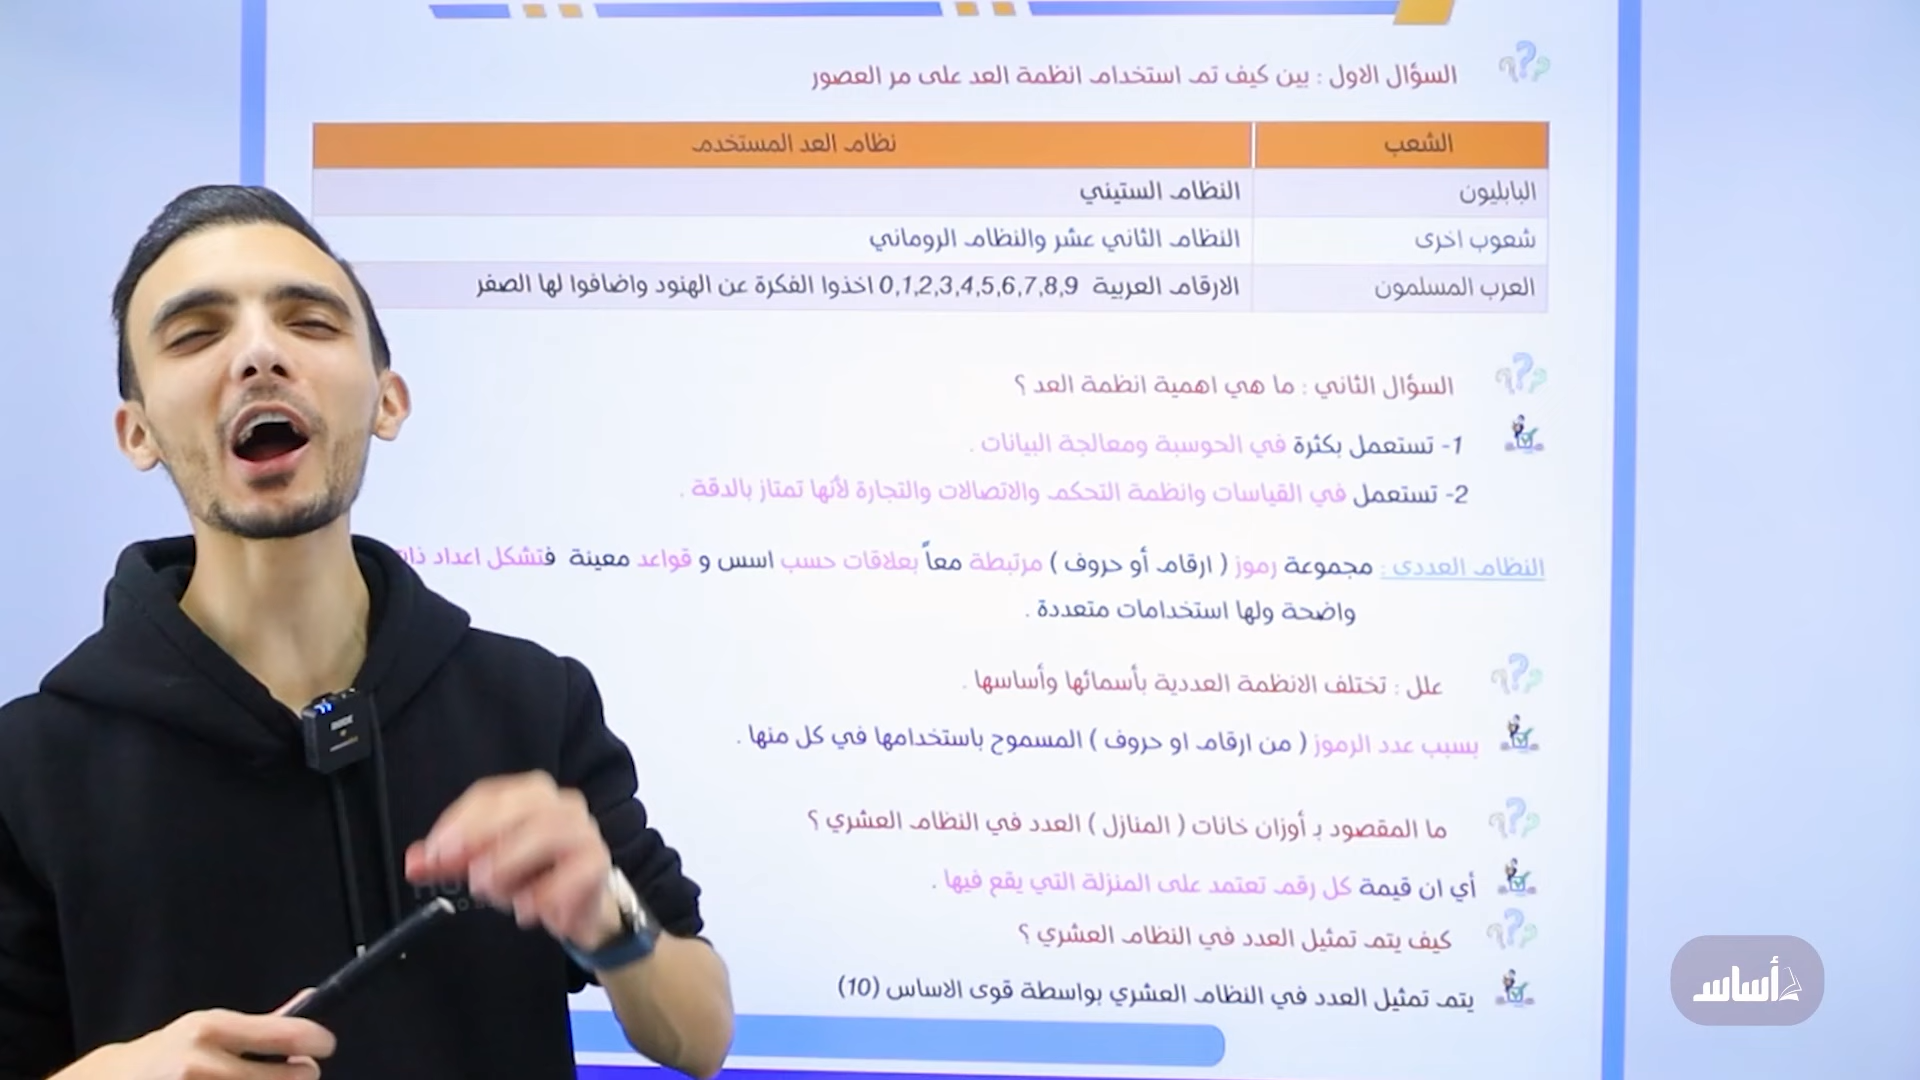 السؤال الاول : بين كيف تم استخدام انظمة العد على مر العصور
الشعب	نظام العد المستخدم
البابليون	النظام الستيني
شعوب اخرى	النظام الثاني عشر والنظام الروماني
العرب المسلمون	الارقام العربية 0,1,2,3,4,5,6,7,8,9 اخذوا الفكرة عن الهنود واضافوا لها الصفر
السؤال الثاني : ما هي اهمية انظمة العد ؟
1- تستعمل بكثرة في الحوسبة ومعالجة البيانات .
2- تستعمل في القياسات وانظمة التحكم والاتصالات والتجارة لأنها تمتاز بالدقة .
النظام العددي : مجموعة رموز ( ارقام أو حروف ) مرتبطة معاً بعلاقات حسب اسس و قواعد معينة فتشكل اعداد
واضحة ولها استخدامات متعددة .
علل : تختلف الانظمة العددية بأسمائها وأساسها .
بسبب عدد الرموز ( من ارقام او حروف ) المسموح باستخدامها في كل منها .
ما المقصود بـ أوزان خانات ( المنازل ) العدد في النظام العشري ؟
أي ان قيمة كل رقم تعتمد على المنزلة التي يقع فيها .
كيف يتم تمثيل العدد في النظام العشري ؟
يتم تمثيل العدد في النظام العشري بواسطة قوى الاساس (10)
أساس